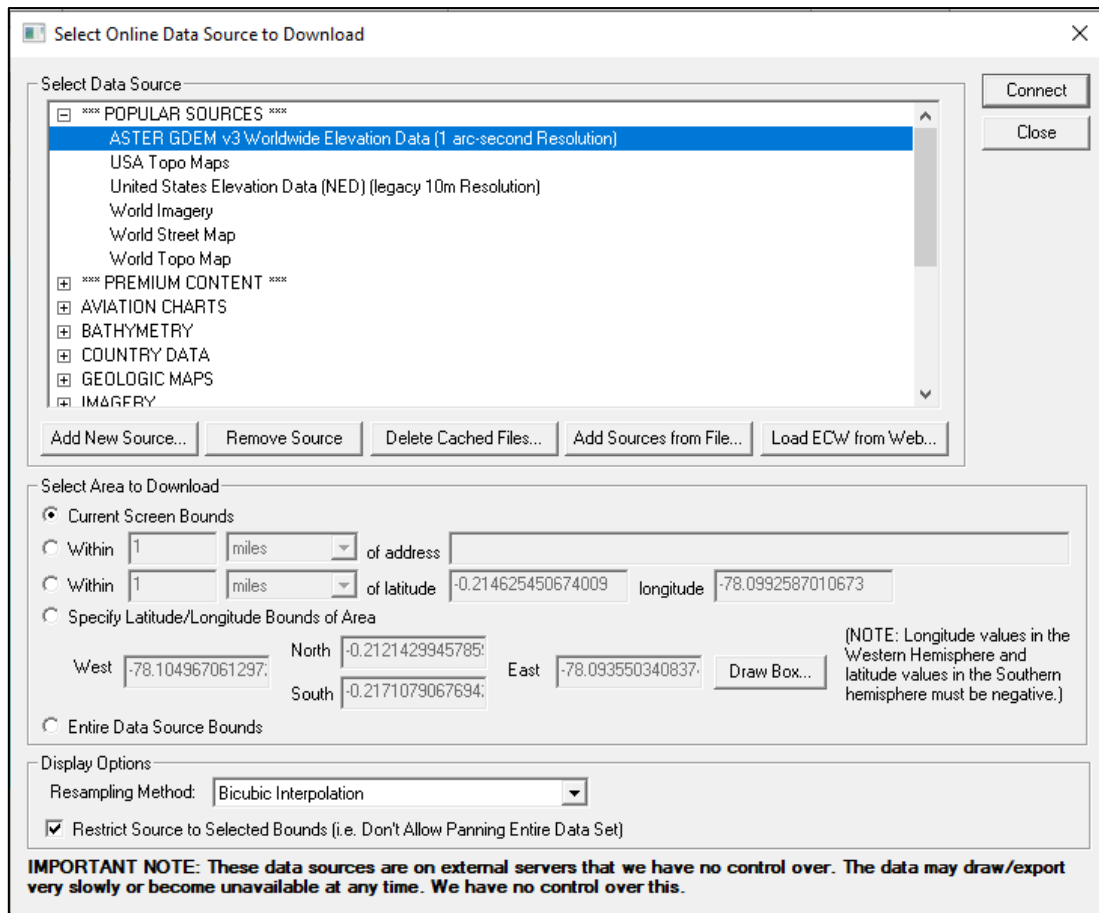 Select Online Data Source to Download
Select Data Source
*** POPULAR SOURCES ***
ASTER GDEM v3 Worldwide Elevation Data (1 arc-second Resolution)
USA Topo Maps
United States Elevation Data (NED) (legacy 10m Resolution)
World Imagery
World Street Map
World Topo Map
*** PREMIUM CONTENT ***
AVIATION CHARTS
BATHYMETRY
COUNTRY DATA
GEOLOGIC MAPS
IMAGERY
Connect
Close
Add New Source... Remove Source Delete Cached Files... Add Sources from File... Load ECW from Web...
Select Area to Download
Current Screen Bounds
Within 1 miles of address
Within 1 miles of latitude -0.214625450674009 longitude -78.0992587010673
Specify Latitude/Longitude Bounds of Area
North -0.2121429945785
West -78.104967061297 East -78.093550340837 Draw Box...
South -0.217107906769
(NOTE: Longitude values in the
Western Hemisphere and
latitude values in the Southern
hemisphere must be negative.)
Entire Data Source Bounds
Display Options
Resampling Method: Bicubic Interpolation
Restrict Source to Selected Bounds (i.e. Don't Allow Panning Entire Data Set)
IMPORTANT NOTE: These data sources are on external servers that we have no control over. The data may draw/export
very slowly or become unavailable at any time. We have no control over this.